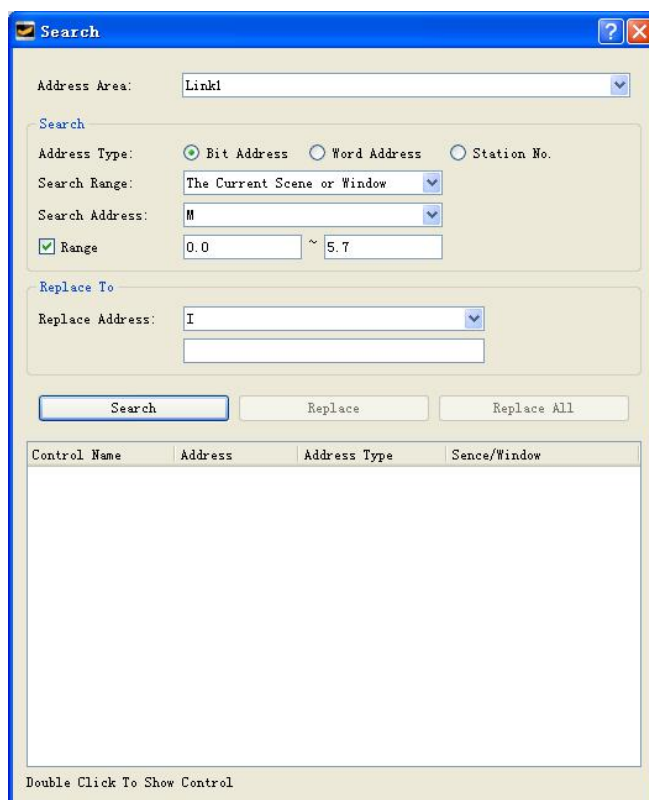 Search
Address Area: Link1
Search
Address Type: Bit Address Word Address Station No.
Search Range: The Current Scene or Window
Search Address: M
Range 0.0 ~ 5.7
Replace To
Replace Address: I
Search Replace Replace All
Control Name Address Address Type Sence/Window
Double Click To Show Control